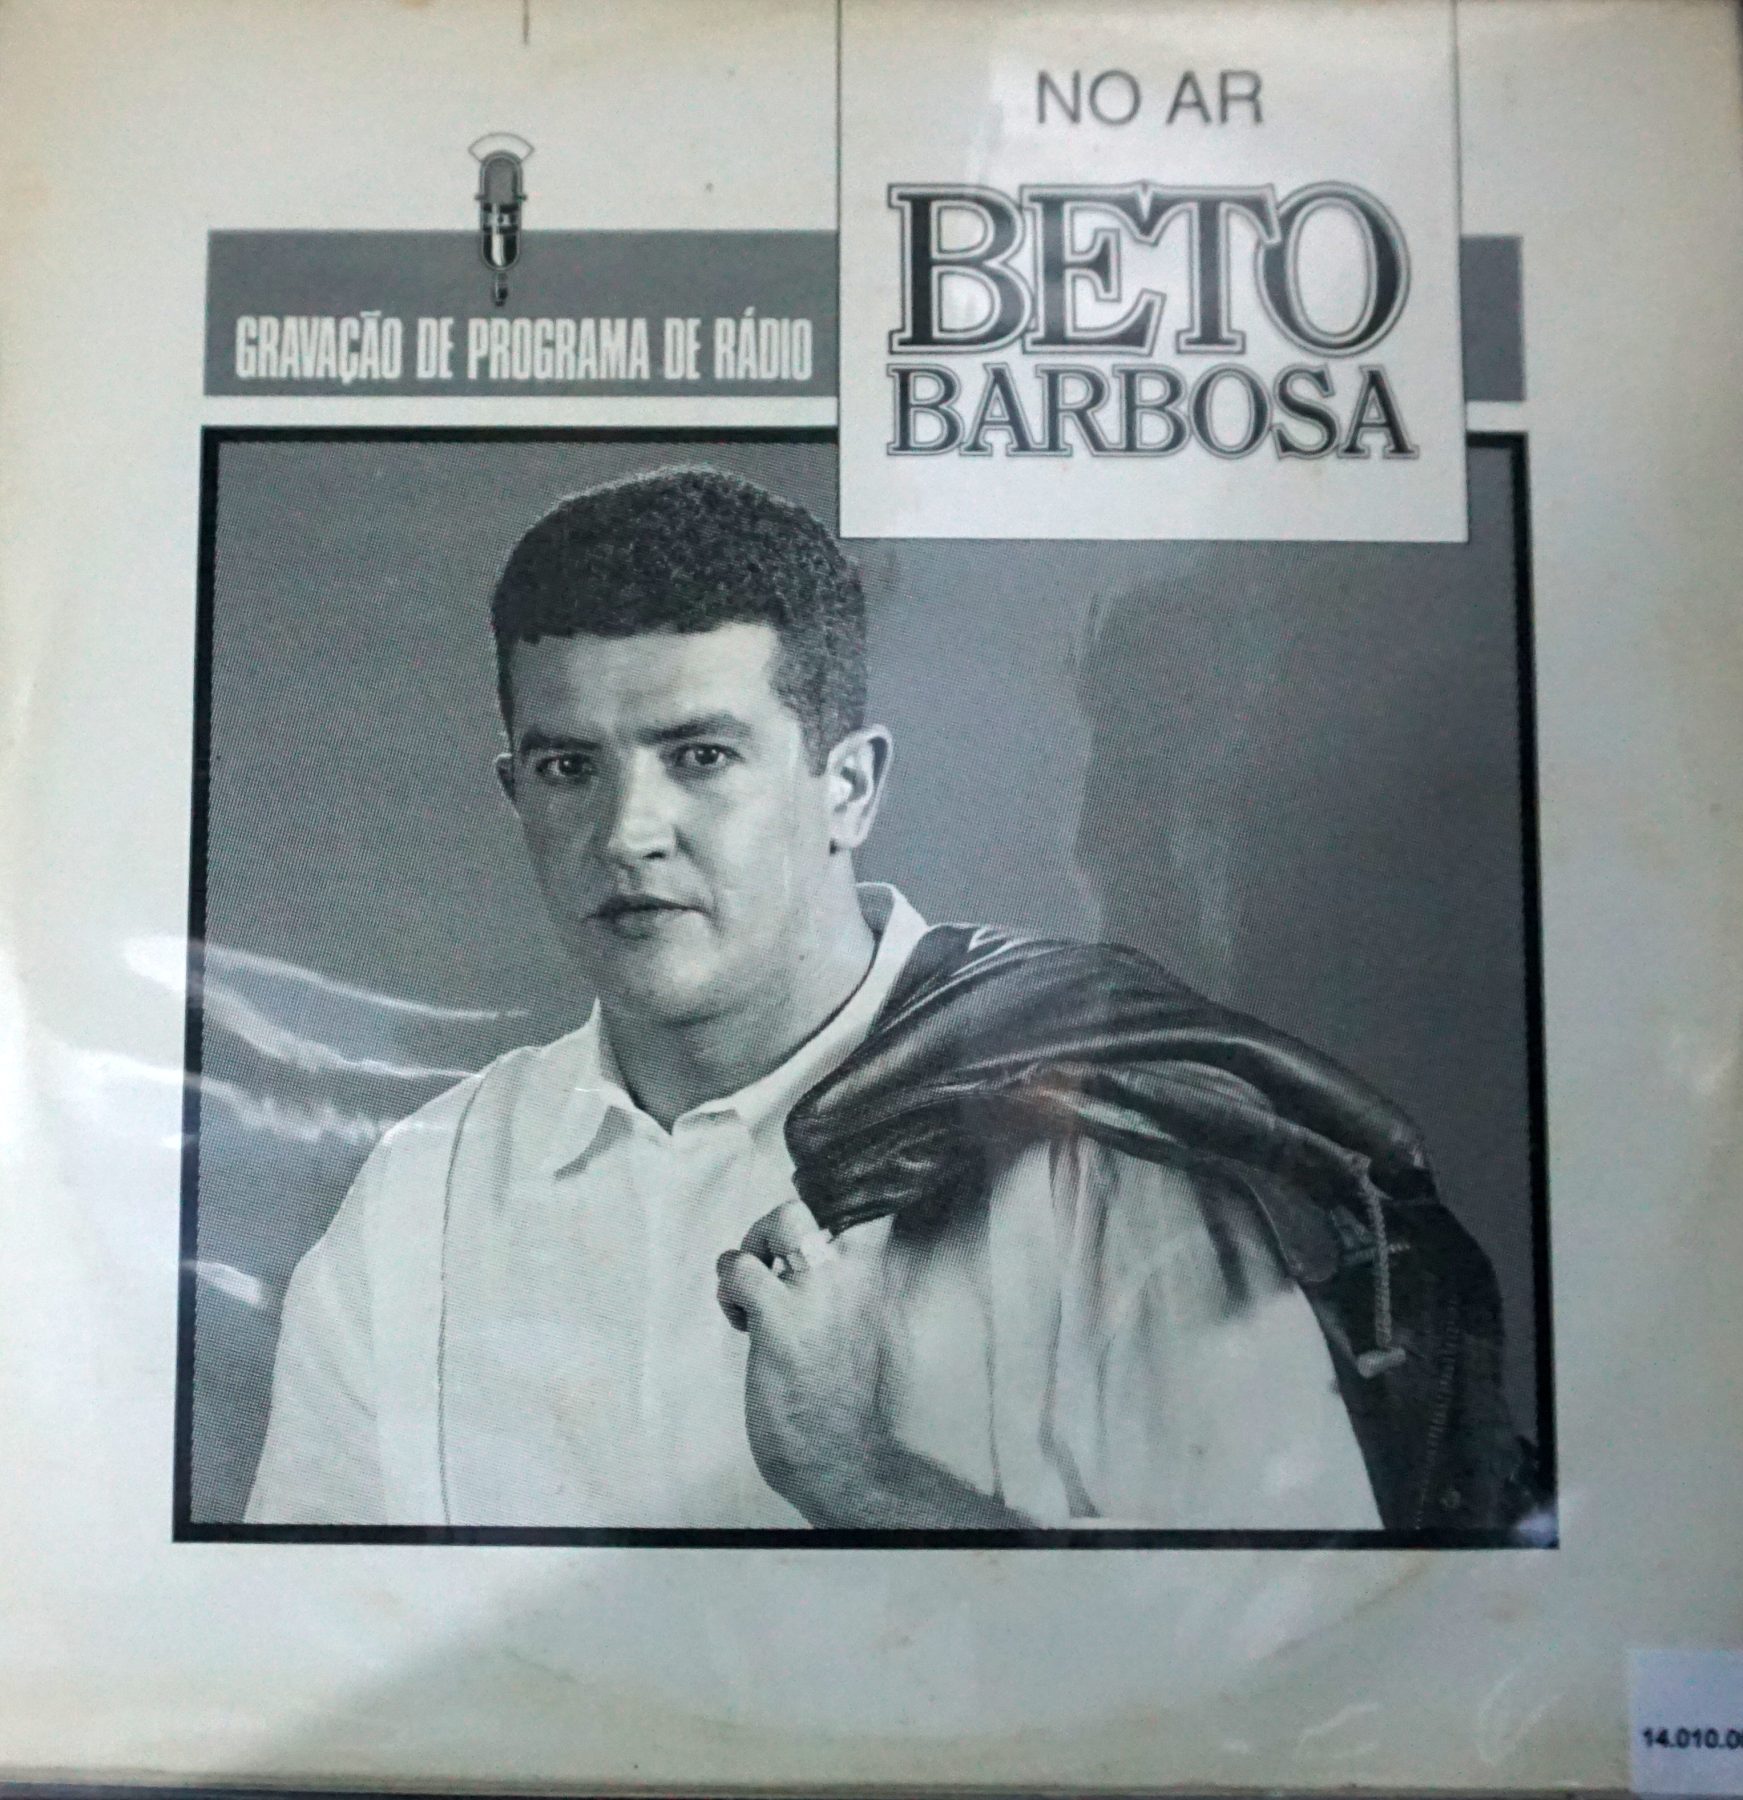 NO AR
BETO
BARBOSA
GRAVAÇÃO DE PROGRAMA DE RÁDIO